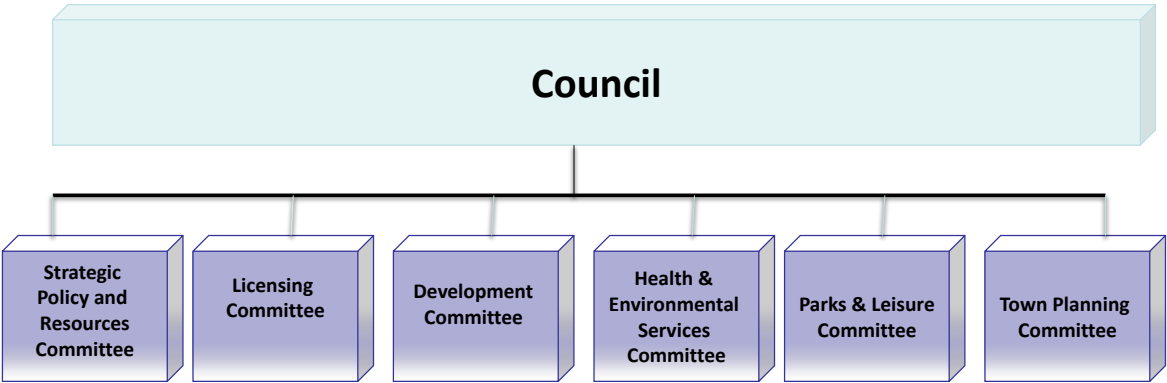 Council
Strategic
Policy and
Resources
Committee
Licensing
Committee
Development
Committee
Health &
Environmental
Services
Committee
Parks & Leisure
Committee
Town Planning
Committee